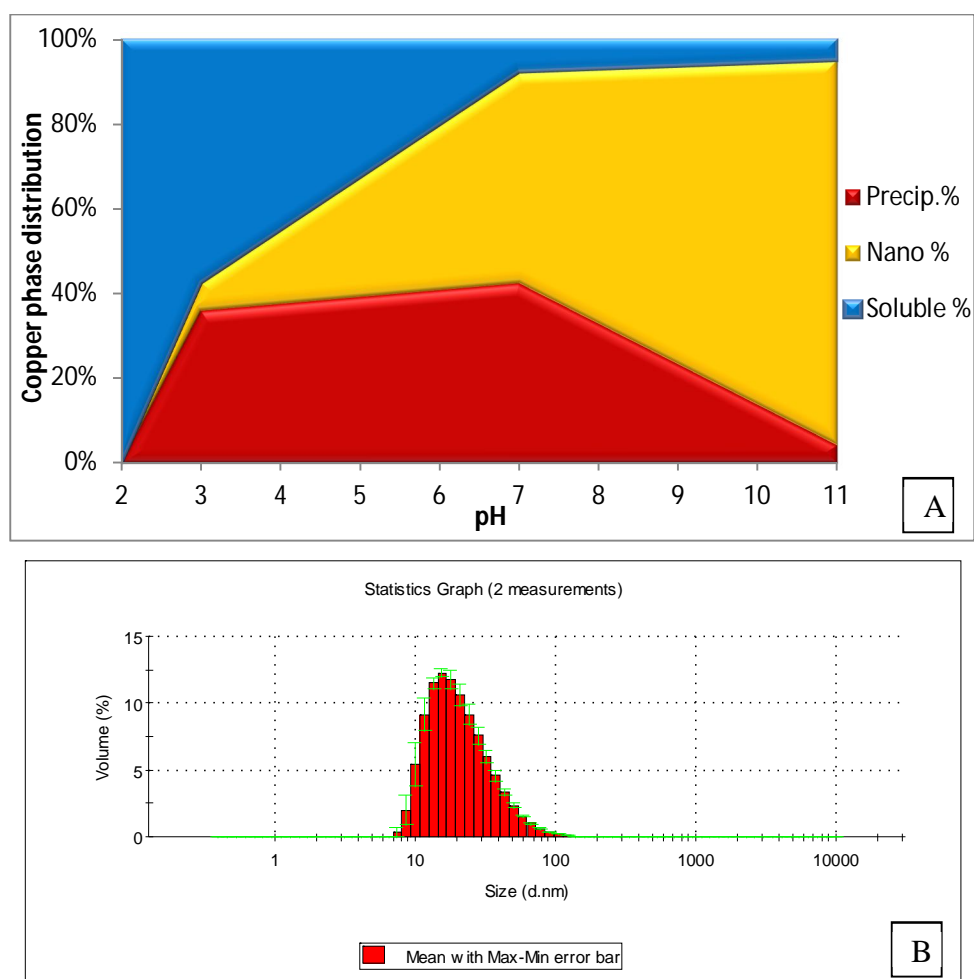 100%
80%
60%
40%
20%
0%
Copper phase distribution
2 3 4 5 6 7 8 9 10 11
pH
Precip.%
Nano %
Soluble %
A
Statistics Graph (2 measurements)
15
10
5
0
Volume (%)
1 10 100 1000 10000
Size (d.nm)
Mean with Max-Min error bar
B